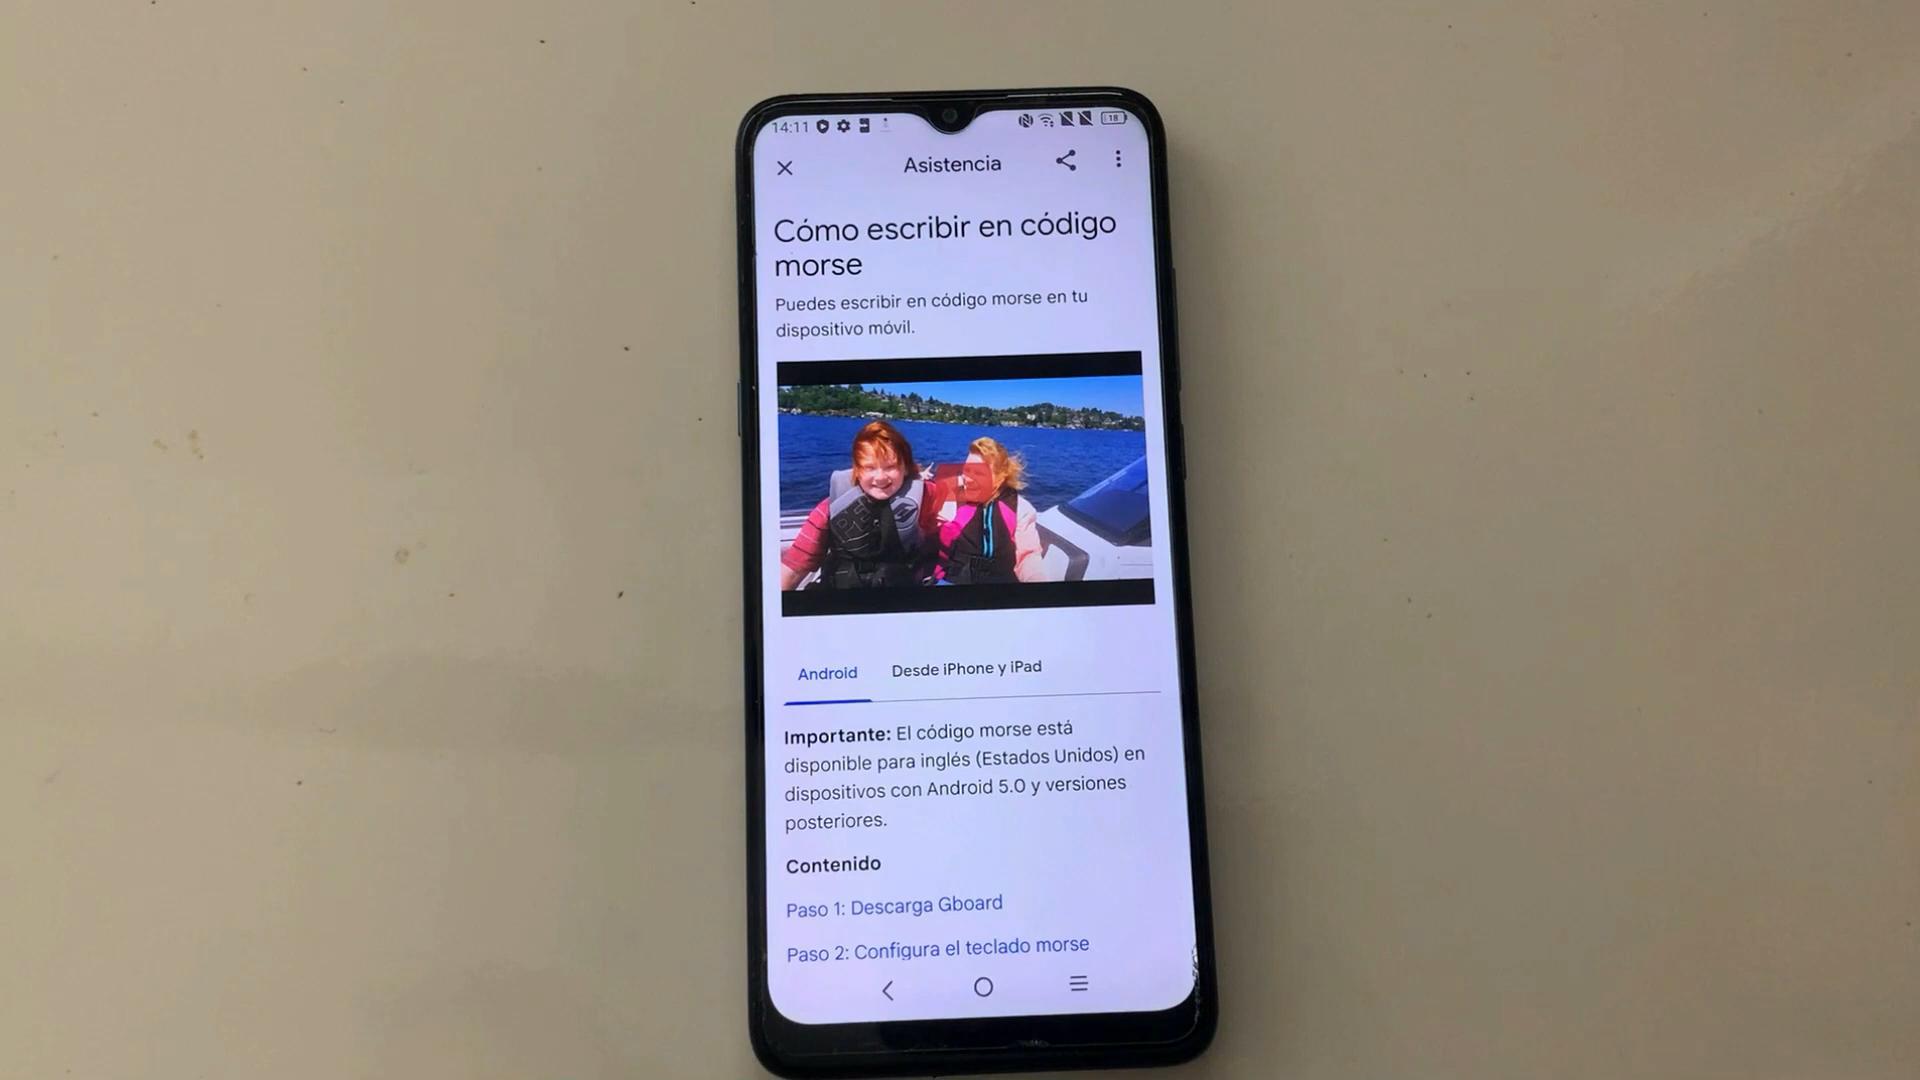 14:11
18
Asistencia
Cómo escribir en código
morse
Puedes escribir en código morse en tu
dispositivo móvil.
Android
Desde iPhone y iPad
Importante: El código morse está
disponible para inglés (Estados Unidos) en
dispositivos con Android 5.0 y versiones
posteriores.
Contenido
Paso 1: Descarga Gboard
Paso 2: Configura el teclado morse